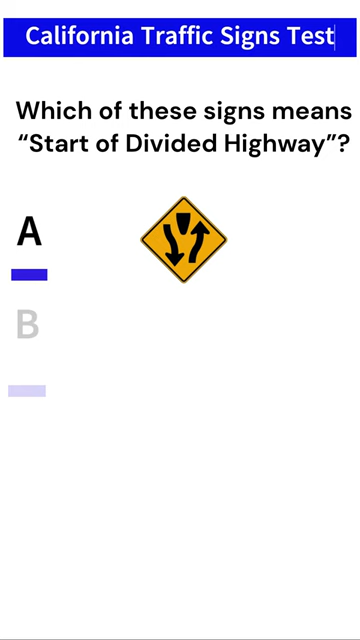 California Traffic Signs Test
Which of these signs means
“Start of Divided Highway”?
A
B